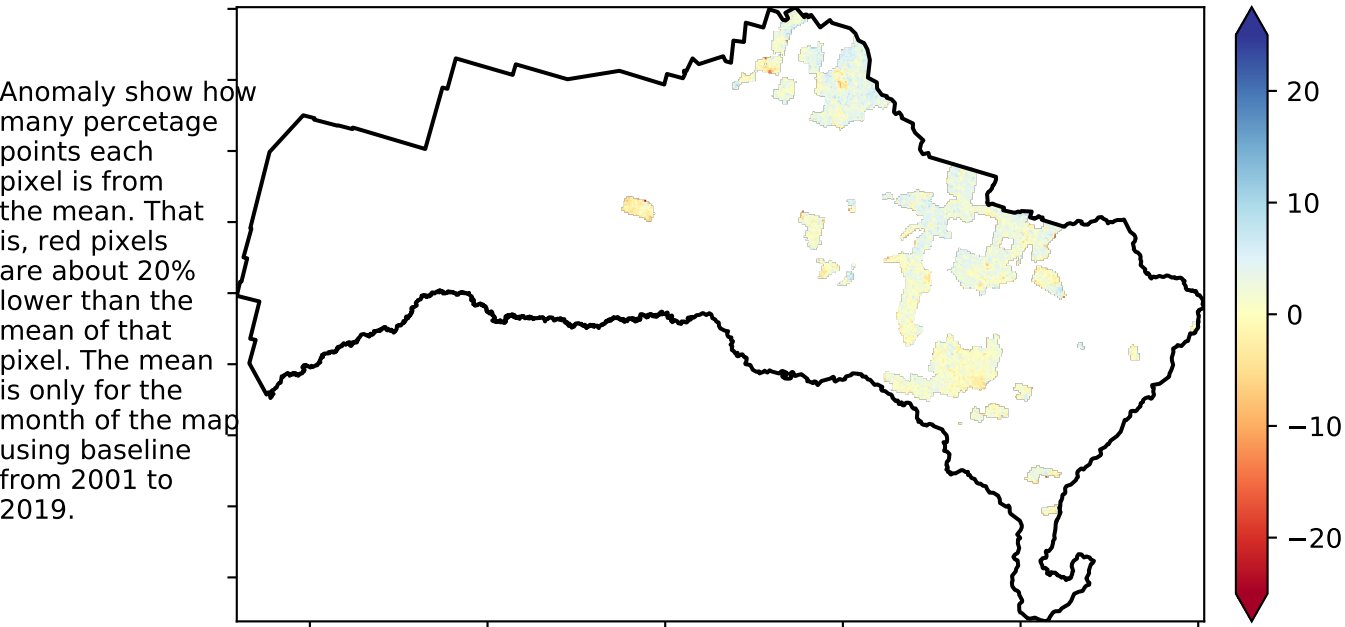 Anomaly show how
many percetage
points each
pixel is from
the mean. That
is, red pixels
are about 20%
lower than the
mean of that
pixel. The mean
is only for the
month of the map
using baseline
from 2001 to
2019.
20
10
0
−10
−20